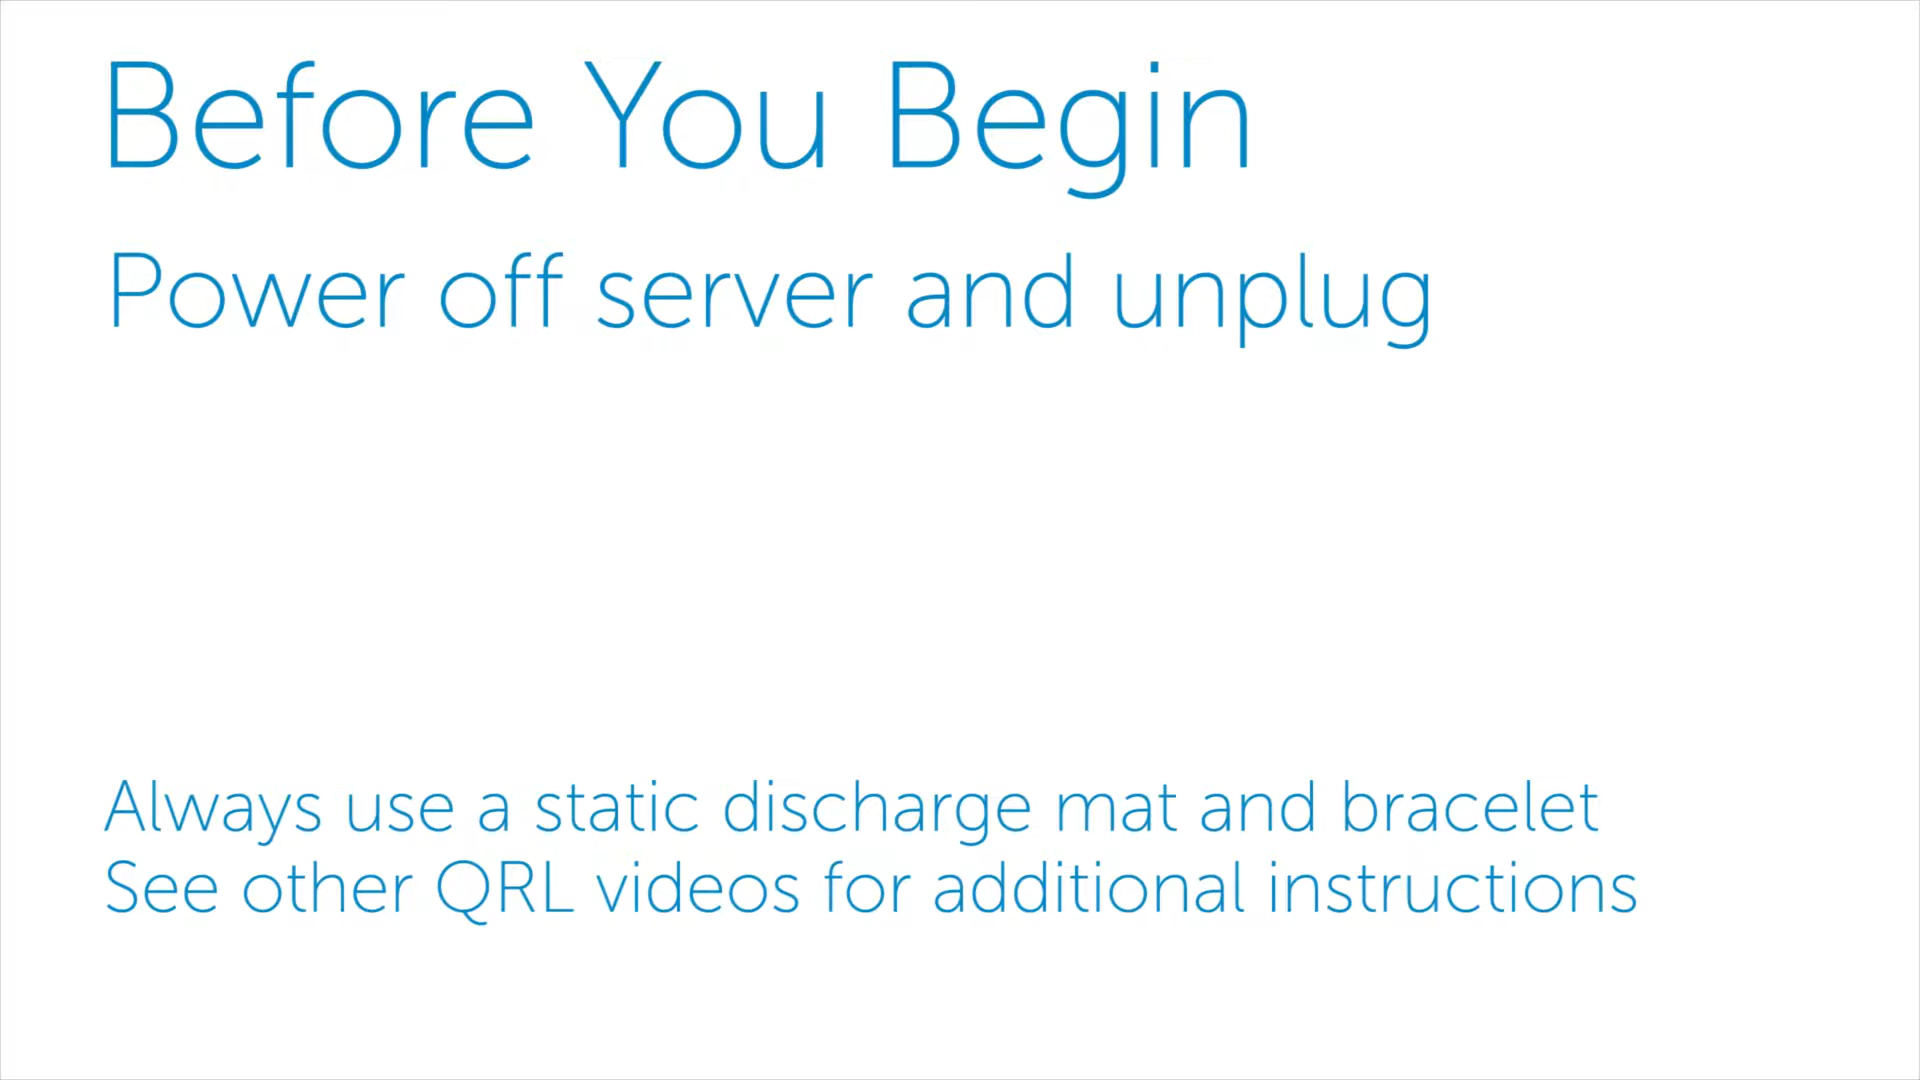 Before You Begin
Power off server and unplug
Always use a static discharge mat and bracelet
See other QRL videos for additional instructions